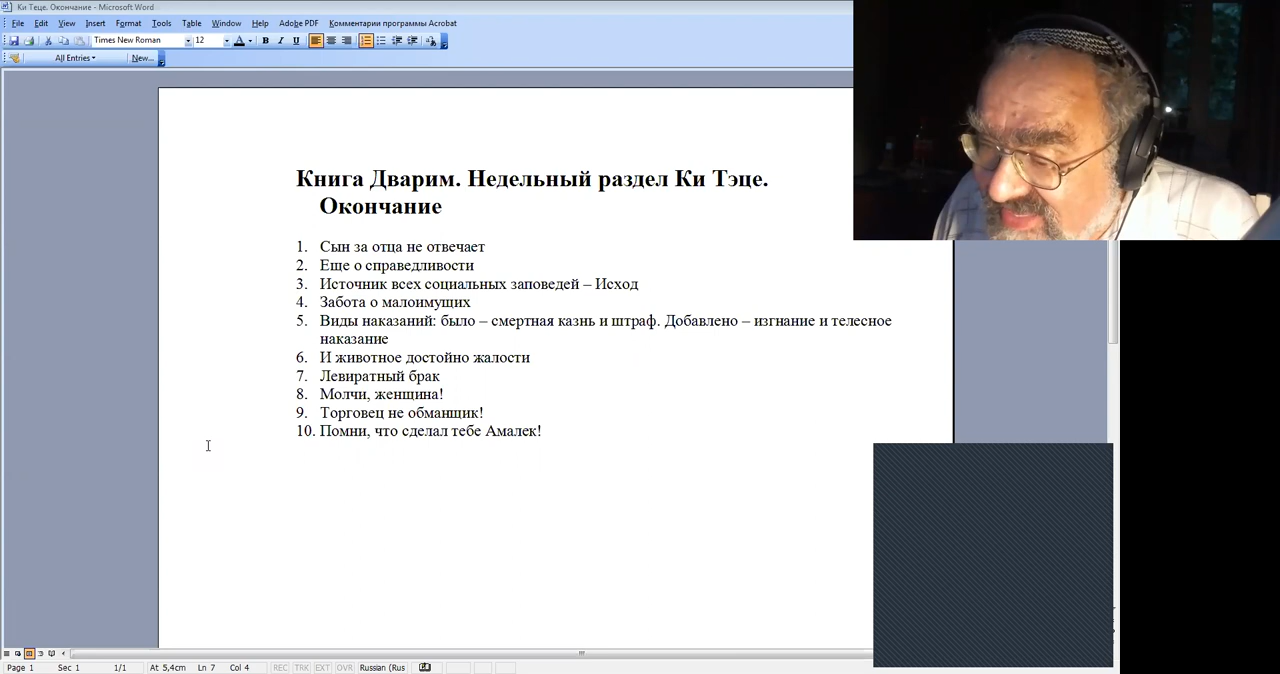 Ки Теце. Окончание - Microsoft Word
File Edit View Insert Format Tools Table Window Help Adobe PDF Комментарии программы Acrobat
Times New Roman 12 A B I U
All Entries New...
Книга Дварим. Недельный раздел Ки Тэце.
Окончание
1. Сын за отца не отвечает
2. Еще о справедливости
3. Источник всех социальных заповедей – Исход
4. Забота о малоимущих
5. Виды наказаний: было – смертная казнь и штраф. Добавлено – изгнание и телесное
наказание
6. И животное достойно жалости
7. Левиратный брак
8. Молчи, женщина!
9. Торговец не обманщик!
10. Помни, что сделал тебе Амалек!
Page 1 Sec 1 1/1 At 5,4cm Ln 7 Col 4 REC TRK EXT OVR Russian (Rus